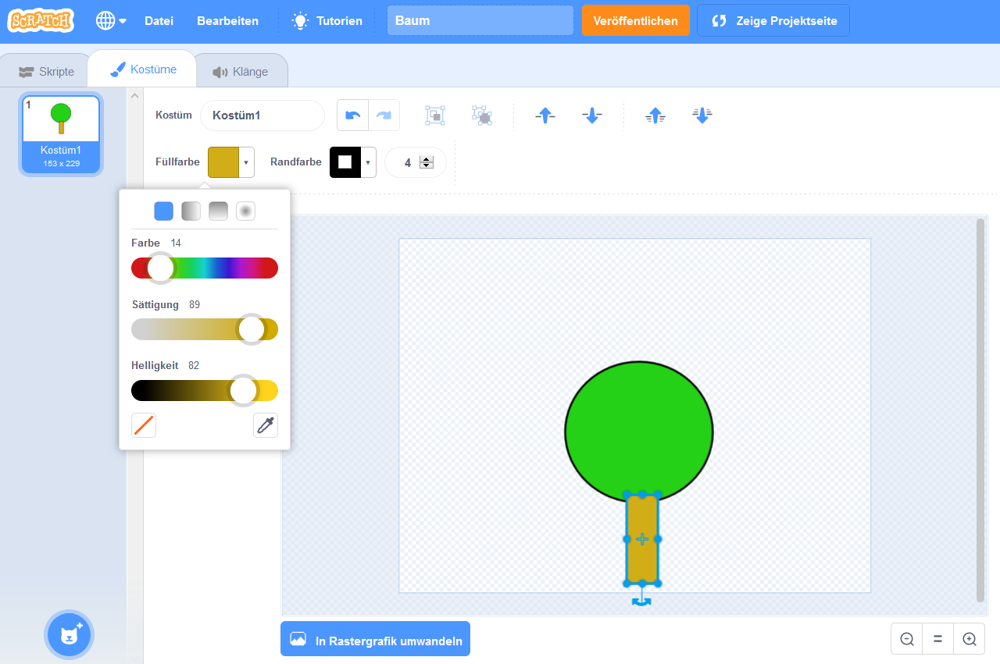 SCRATCH
Datei
Bearbeiten
Tutorien
Baum
Veröffentlichen
Zeige Projektseite
Skripte
Kostüme
Klänge
1
Kostüm1
153 x 229
Kostüm
Kostüm1
Füllfarbe
Randfarbe
4
Farbe 14
Sättigung 89
Helligkeit 82
In Rastergrafik umwandeln